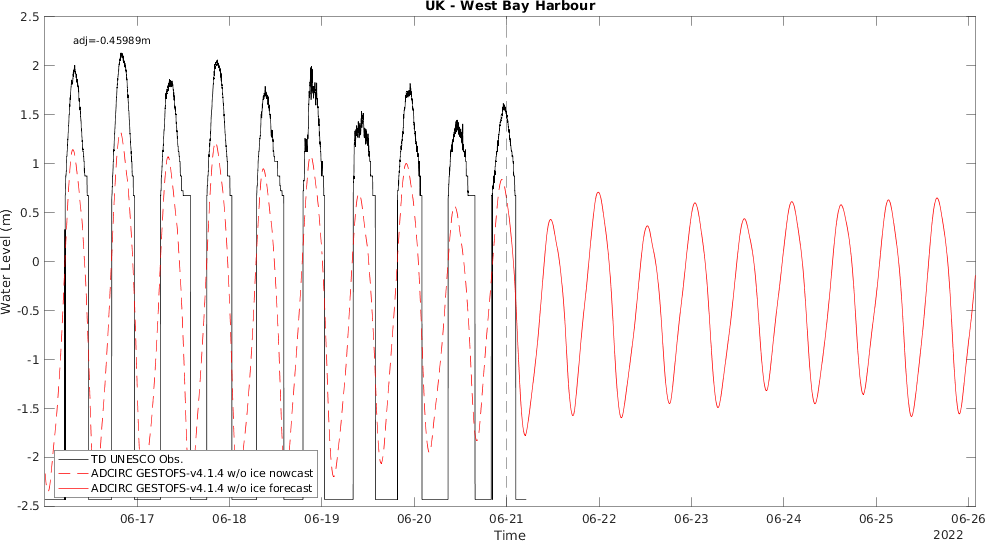 UK - West Bay Harbour
adj=-0.45989m
2.5
2
1.5
1
0.5
0
-0.5
-1
-1.5
-2
-2.5
Water Level (m)
TD UNESCO Obs.
ADCIRC GESTOFS-v4.1.4 w/o ice nowcast
ADCIRC GESTOFS-v4.1.4 w/o ice forecast
06-17 06-18 06-19 06-20 06-21 06-22 06-23 06-24 06-25 06-26
Time
2022